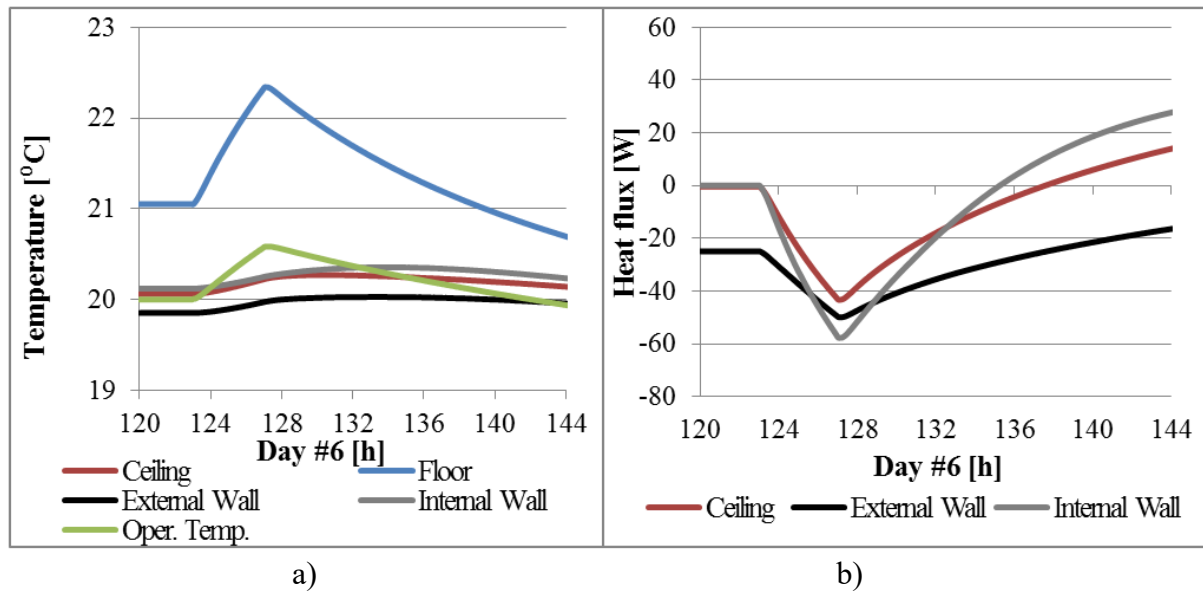 23
22
21
20
19
Temperature [⁰C]
120 124 128 132 136 140 144
Day #6 [h]
Ceiling Floor
External Wall Internal Wall
Oper. Temp.
a)
60
40
20
0
-20
-40
-60
-80
Heat flux [W]
120 124 128 132 136 140 144
Day #6 [h]
Ceiling External Wall Internal Wall
b)